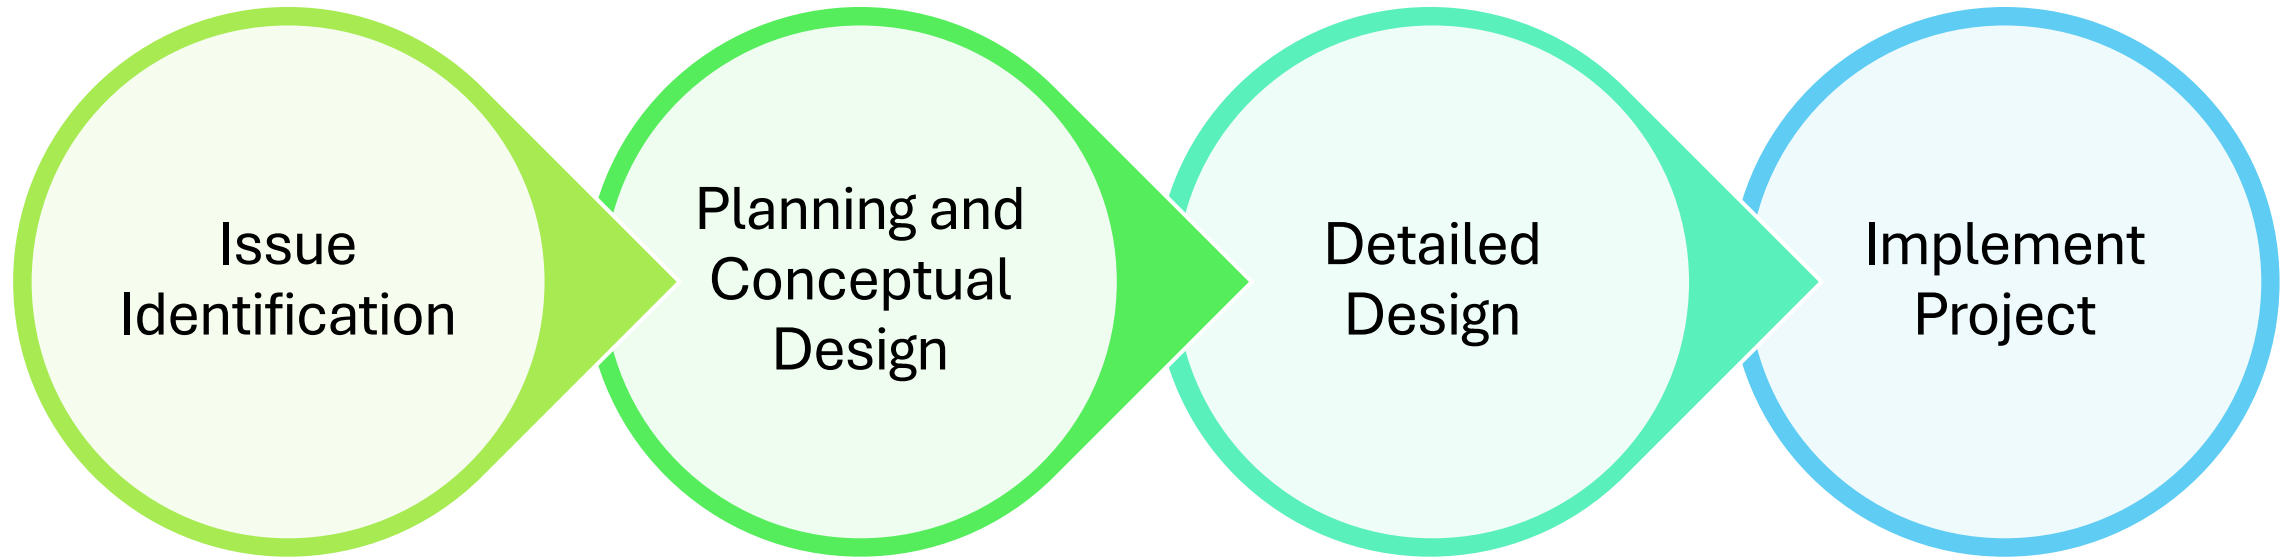 Issue
Identification
Planning and
Conceptual
Design
Detailed
Design
Implement
Project